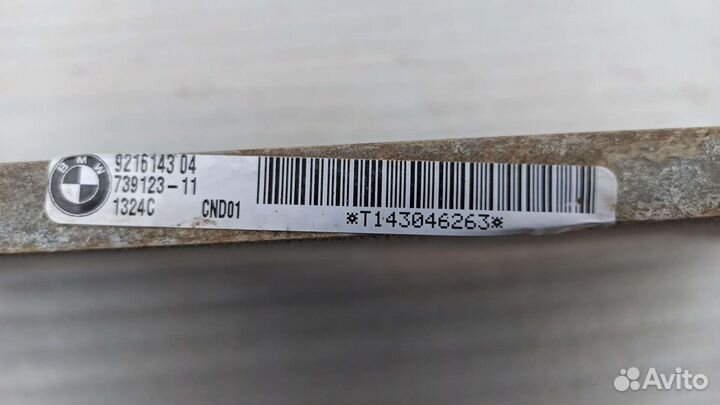 BMW
9216143 04
739123-11
1324C CND01
*T143046263*
Avito